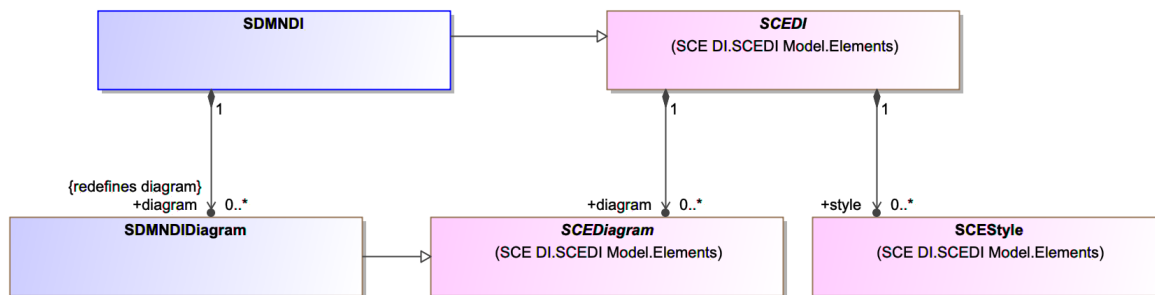 SDMNDI
SCEDI
(SCE DI.SCEDI Model.Elements)
1
1
1
{redefines diagram}
+diagram 0..*
+diagram 0..*
+style 0..*
SDMNDIDiagram
SCEDiagram
(SCE DI.SCEDI Model.Elements)
SCEStyle
(SCE DI.SCEDI Model.Elements)